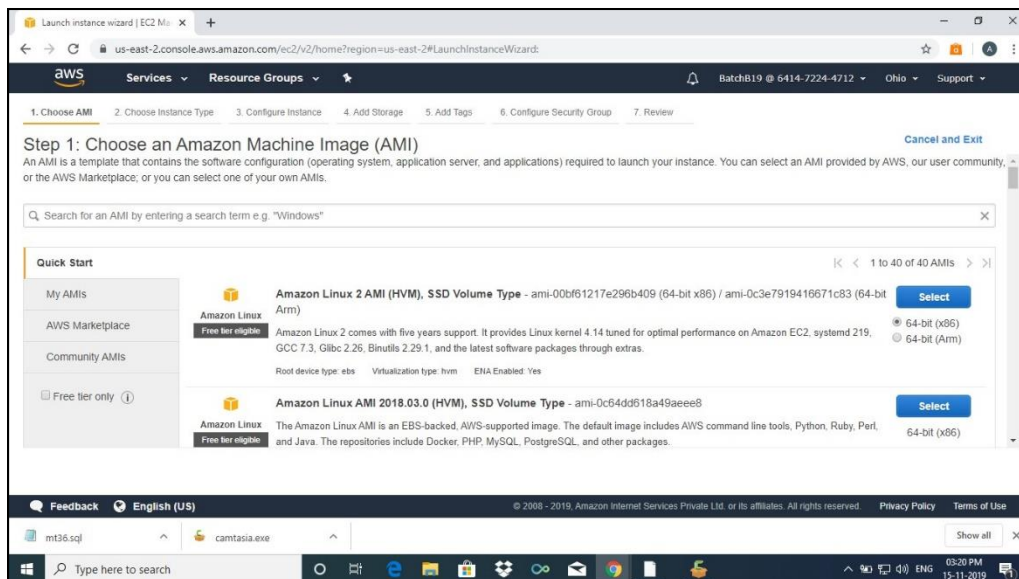 Launch instance wizard | EC2 Ma
us-east-2.console.aws.amazon.com/ec2/v2/home?region=us-east-2#LaunchInstanceWizard:
A
aws Services Resource Groups BatchB19 @ 6414-7224-4712 Ohio Support
1. Choose AMI 2. Choose Instance Type 3. Configure Instance 4. Add Storage 5. Add Tags 6. Configure Security Group 7. Review
Step 1: Choose an Amazon Machine Image (AMI) Cancel and Exit
An AMI is a template that contains the software configuration (operating system, application server, and applications) required to launch your instance. You can select an AMI provided by AWS, our user community,
or the AWS Marketplace; or you can select one of your own AMIs.
Search for an AMI by entering a search term e.g. "Windows"
Quick Start 1 to 40 of 40 AMIs
My AMIs
AWS Marketplace
Community AMIs
Free tier only
Amazon Linux
Free tier eligible
Amazon Linux 2 AMI (HVM), SSD Volume Type - ami-00bf61217e296b409 (64-bit x86) / ami-0c3e7919416671c83 (64-bit
Arm)
Amazon Linux 2 comes with five years support. It provides Linux kernel 4.14 tuned for optimal performance on Amazon EC2, systemd 219,
GCC 7.3, Glibc 2.26, Binutils 2.29.1, and the latest software packages through extras.
Root device type: ebs Virtualization type: hvm ENA Enabled: Yes
Select
64-bit (x86)
64-bit (Arm)
Amazon Linux
Free tier eligible
Amazon Linux AMI 2018.03.0 (HVM), SSD Volume Type - ami-0c64dd618a49aeee8
The Amazon Linux AMI is an EBS-backed, AWS-supported image. The default image includes AWS command line tools, Python, Ruby, Perl,
and Java. The repositories include Docker, PHP, MySQL, PostgreSQL, and other packages.
Select
64-bit (x86)
Feedback English (US) © 2008 - 2019, Amazon Internet Services Private Ltd. or its affiliates. All rights reserved. Privacy Policy Terms of Use
mt36.sql camtasia.exe Show all
Type here to search ENG 03:20 PM
15-11-2019